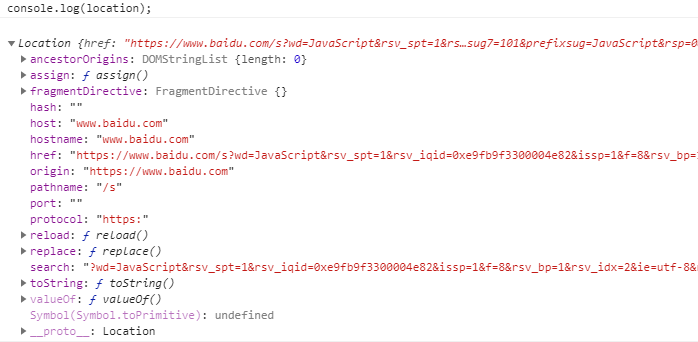 console.log(location);
Location {href: "https://www.baidu.com/s?wd=JavaScript&rsv_spt=1&rs…sug7=101&prefixsug=JavaScript&rsp=0
ancestorOrigins: DOMStringList {length: 0}
assign: ƒ assign()
fragmentDirective: FragmentDirective {}
hash: ""
host: "www.baidu.com"
hostname: "www.baidu.com"
href: "https://www.baidu.com/s?wd=JavaScript&rsv_spt=1&rsv_iqid=0xe9fb9f3300004e82&issp=1&f=8&rsv_bp=1
origin: "https://www.baidu.com"
pathname: "/s"
port: ""
protocol: "https:"
reload: ƒ reload()
replace: ƒ replace()
search: "?wd=JavaScript&rsv_spt=1&rsv_iqid=0xe9fb9f3300004e82&issp=1&f=8&rsv_bp=1&rsv_idx=2&ie=utf-8&
toString: ƒ toString()
valueOf: ƒ valueOf()
Symbol(Symbol.toPrimitive): undefined
__proto__: Location